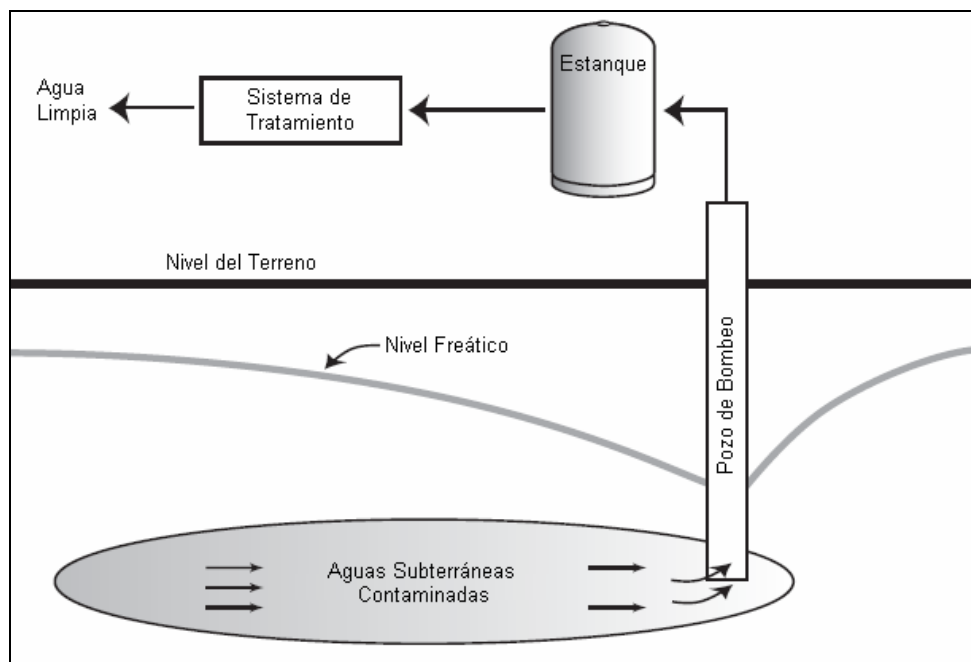 Estanque
Agua
Limpia
Sistema de
Tratamiento
Nivel del Terreno
Nivel Freático
Pozo de Bombeo
Aguas Subterráneas
Contaminadas